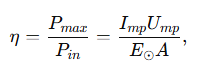 η = P_max / P_in = I_mp U_mp / E_⊙ A,